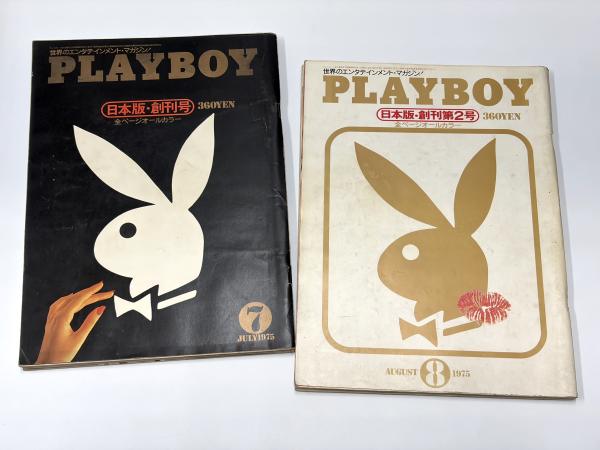 世界のエンタテインメント・マガジン!
PLAYBOY
日本版・創刊号 360YEN
全ページオールカラー
7
JULY1975
世界のエンタテインメント・マガジン!
PLAYBOY
日本版・創刊第2号 360YEN
全ページオールカラー
AUGUST 8 1975